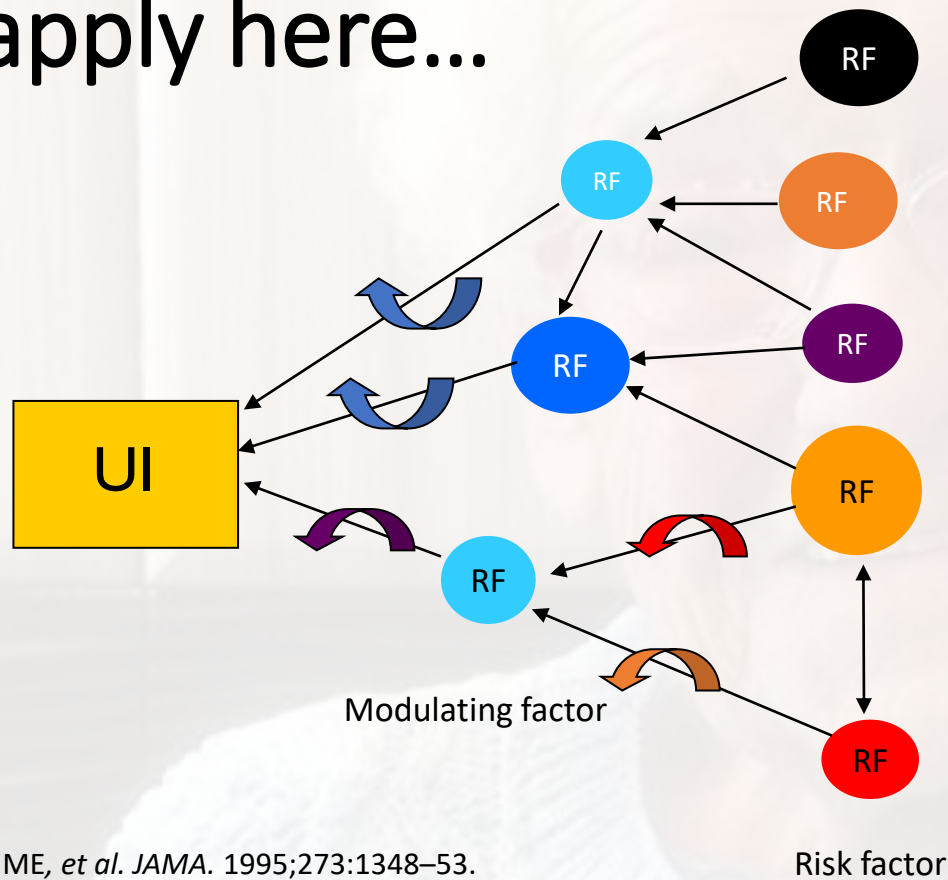 apply here...
RF
RF
RF
RF
RF
UI
RF
RF
RF
Modulating factor
ME, et al. JAMA. 1995;273:1348–53.
Risk factor